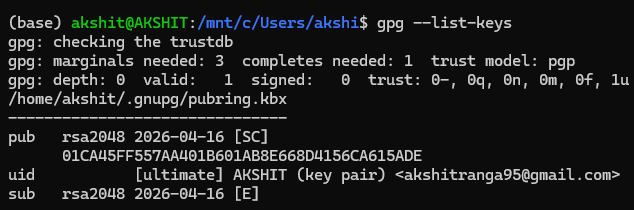 (base) akshit@AKSHIT:/mnt/c/Users/akshi$ gpg --list-keys
gpg: checking the trustdb
gpg: marginals needed: 3  completes needed: 1  trust model: pgp
gpg: depth: 0  valid:   1  signed:   0  trust: 0-, 0q, 0n, 0m, 0f, 1u
/home/akshit/.gnupg/pubring.kbx
-------------------------------
pub   rsa2048 2026-04-16 [SC]
      01CA45FF557AA401B601AB8E668D4156CA615ADE
uid           [ultimate] AKSHIT (key pair) <akshitranga95@gmail.com>
sub   rsa2048 2026-04-16 [E]